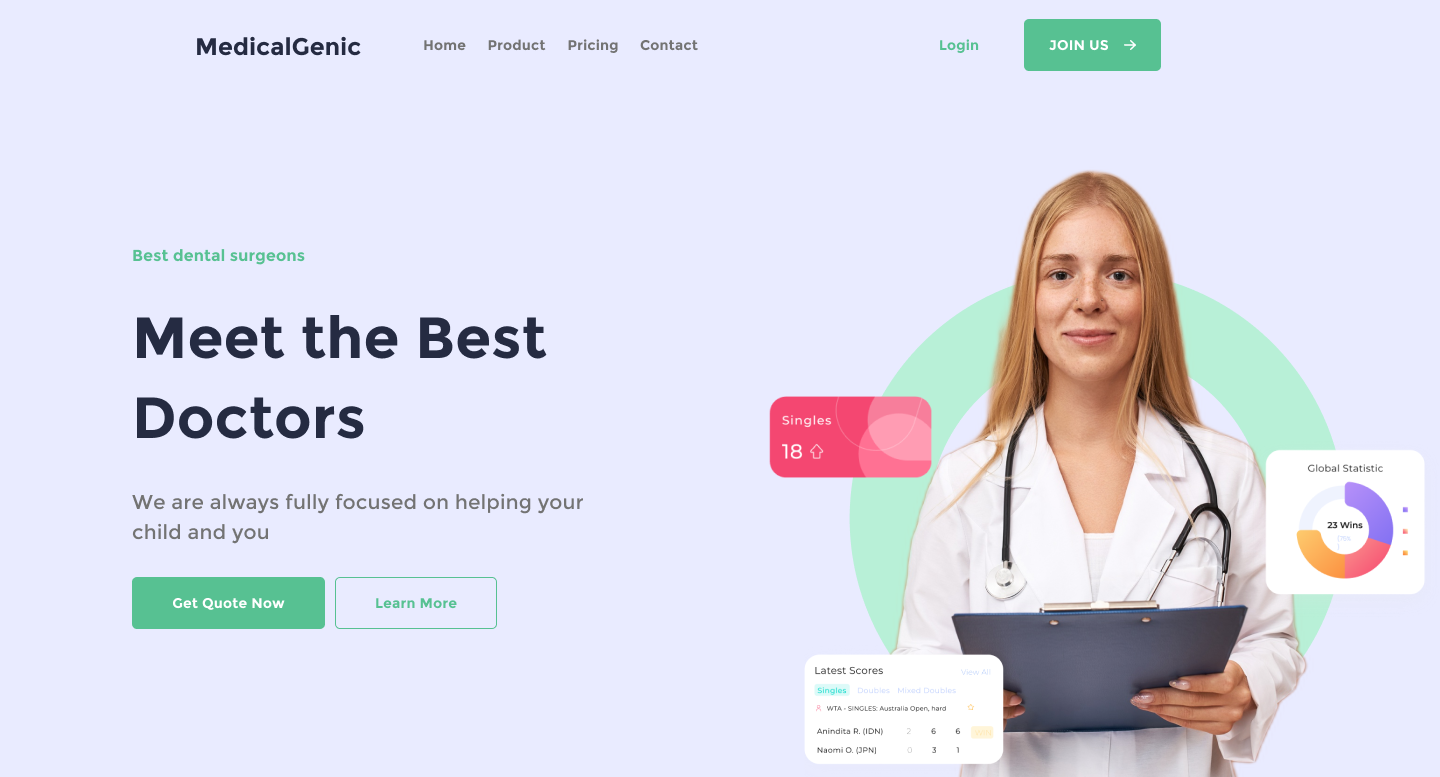 MedicalGenic
Home Product Pricing Contact
Login
JOIN US
Best dental surgeons
Meet the Best
Doctors
We are always fully focused on helping your
child and you
Get Quote Now
Learn More
Singles
18
Global Statistic
23 Wins
Latest Scores
View All
Singles Doubles Mixed Doubles
WTA - SINGLES: Australia Open, hard
Anindita R. (IDN) 2 6 6
Naomi O. (JPN) 0 3 1